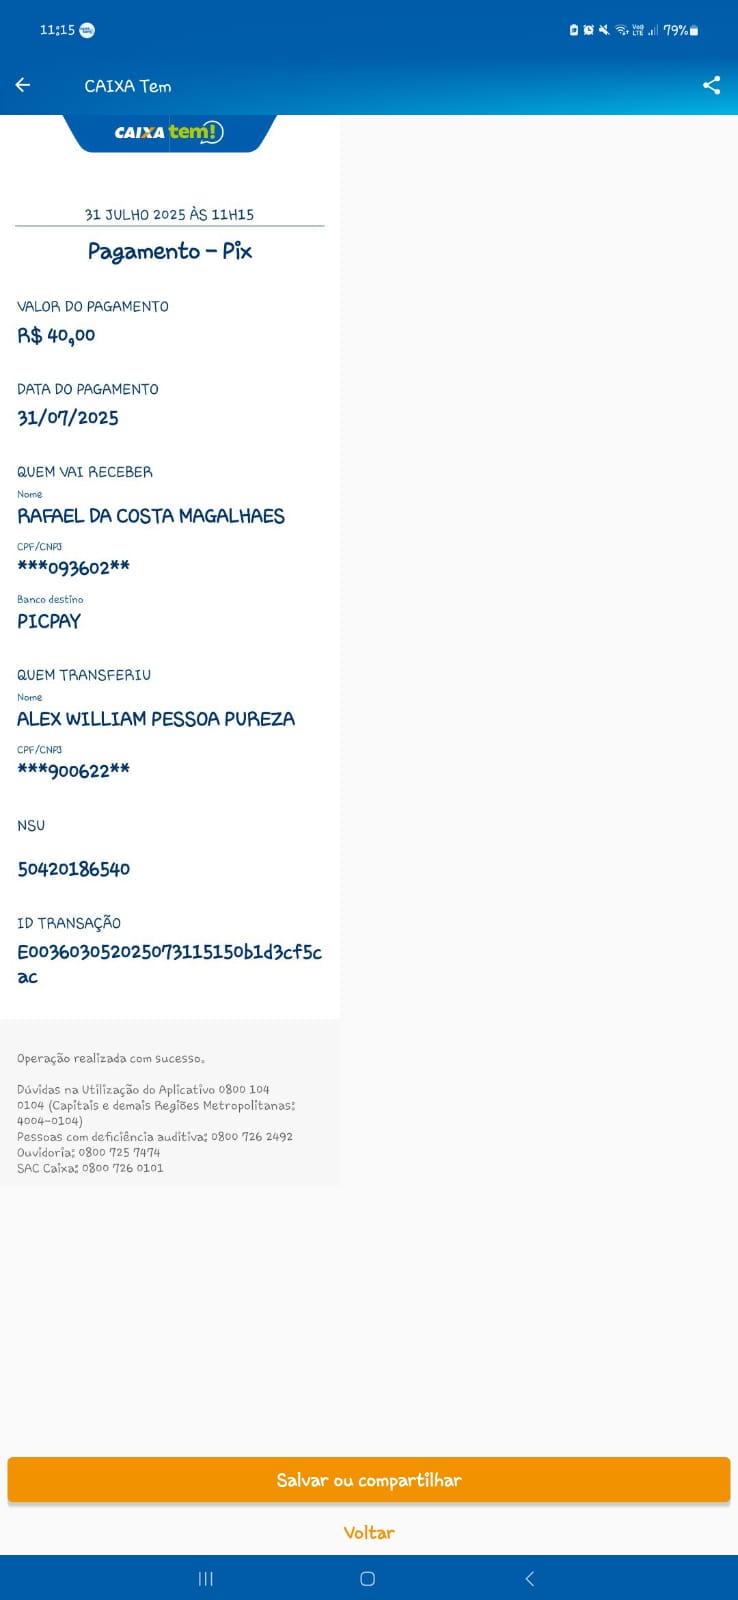 11:15
79%
CAIXA Tem
CAIXA tem!
31 JULHO 2025 ÀS 11H15
Pagamento - Pix
VALOR DO PAGAMENTO
R$ 40,00
DATA DO PAGAMENTO
31/07/2025
QUEM VAI RECEBER
Nome
RAFAEL DA COSTA MAGALHAES
CPF/CNPJ
***093602**
Banco destino
PICPAY
QUEM TRANSFERIU
Nome
ALEX WILLIAM PESSOA PUREZA
CPF/CNPJ
***900622**
NSU
50420186540
ID TRANSAÇÃO
E003603052025073115150b1d3cf5c
ac
Operação realizada com sucesso.
Dúvidas na Utilização do Aplicativo 0800 104
0104 (Capitais e demais Regiões Metropolitanas:
4004-0104)
Pessoas com deficiência auditiva: 0800 726 2492
Ouvidoria: 0800 725 7474
SAC Caixa: 0800 726 0101
Salvar ou compartilhar
Voltar